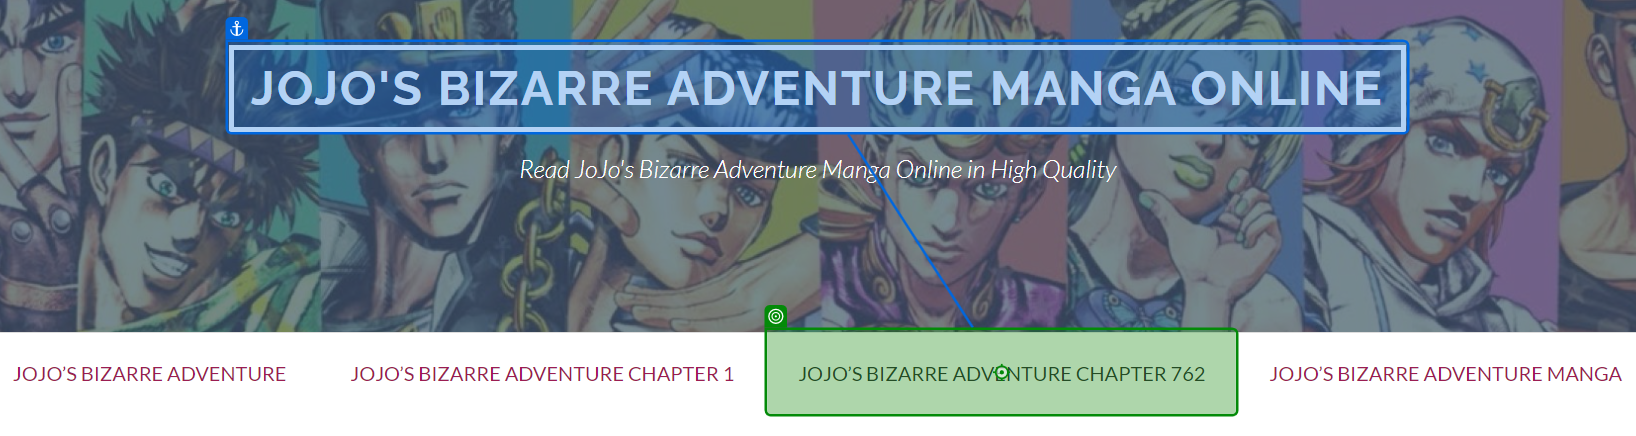 JOJO'S BIZARRE ADVENTURE MANGA ONLINE
Read JoJo's Bizarre Adventure Manga Online in High Quality
JOJO’S BIZARRE ADVENTURE
JOJO’S BIZARRE ADVENTURE CHAPTER 1
JOJO’S BIZARRE ADVENTURE CHAPTER 762
JOJO’S BIZARRE ADVENTURE MANGA